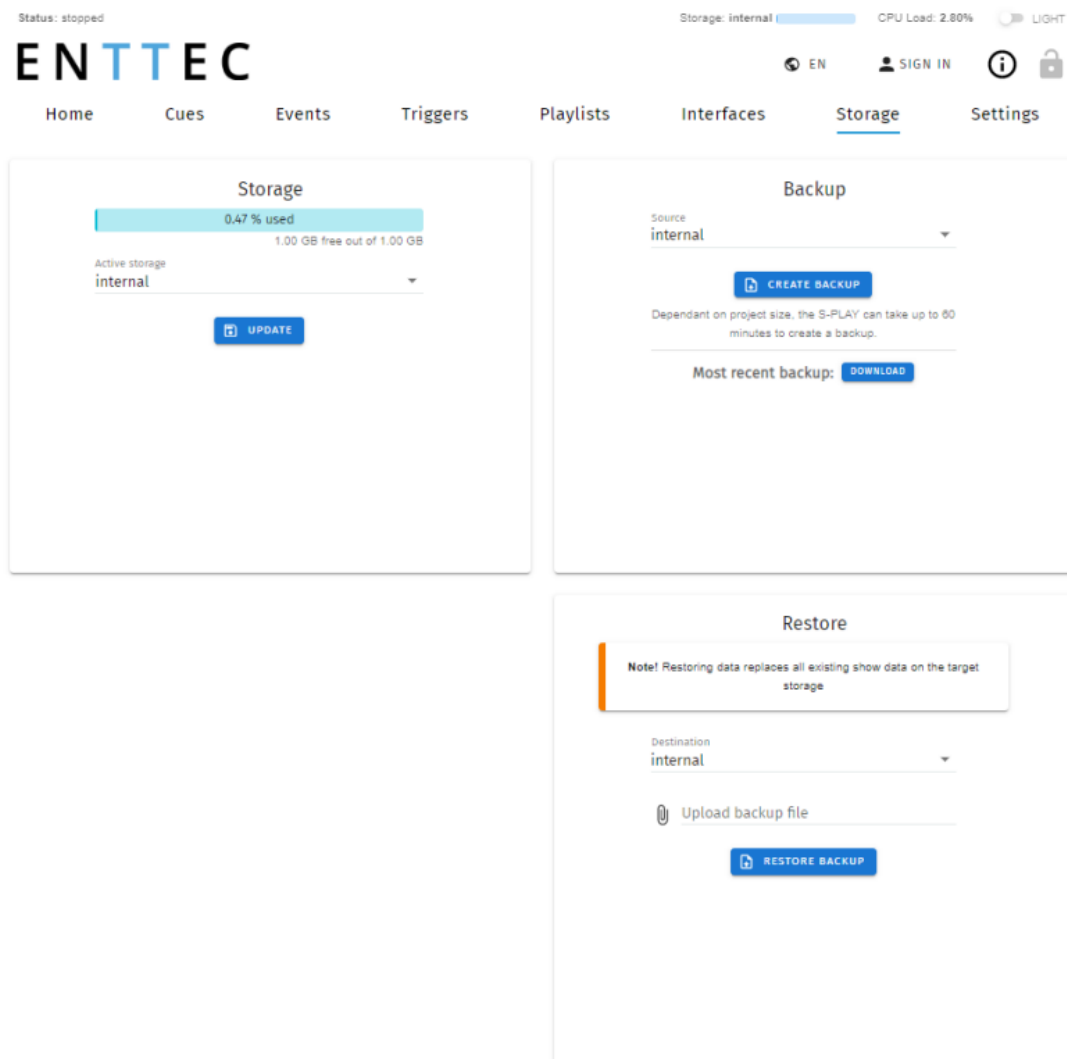 Status: stopped
Storage: internal
CPU Load: 2.80%
LIGHT
ENTTEC
EN
SIGN IN
Home
Cues
Events
Triggers
Playlists
Interfaces
Storage
Settings
Storage
0.47 % used
1.00 GB free out of 1.00 GB
Active storage
internal
UPDATE
Backup
Source
internal
CREATE BACKUP
Dependant on project size, the S-PLAY can take up to 60
minutes to create a backup.
Most recent backup:
DOWNLOAD
Restore
Note! Restoring data replaces all existing show data on the target
storage
Destination
internal
Upload backup file
RESTORE BACKUP